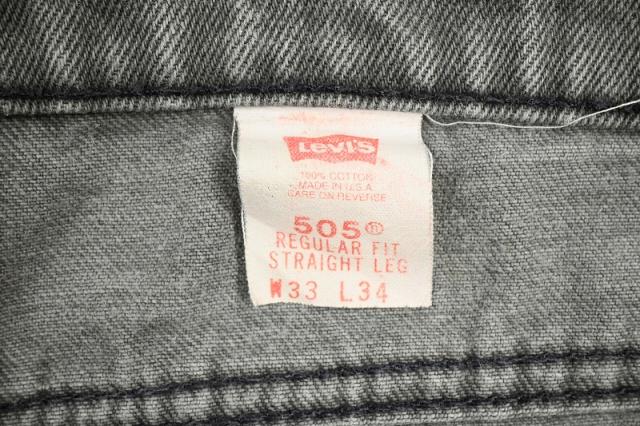 Levi's
100% COTTON
MADE IN U.S.A
CARE ON REVERSE
505®
REGULAR FIT
STRAIGHT LEG
W33 L34